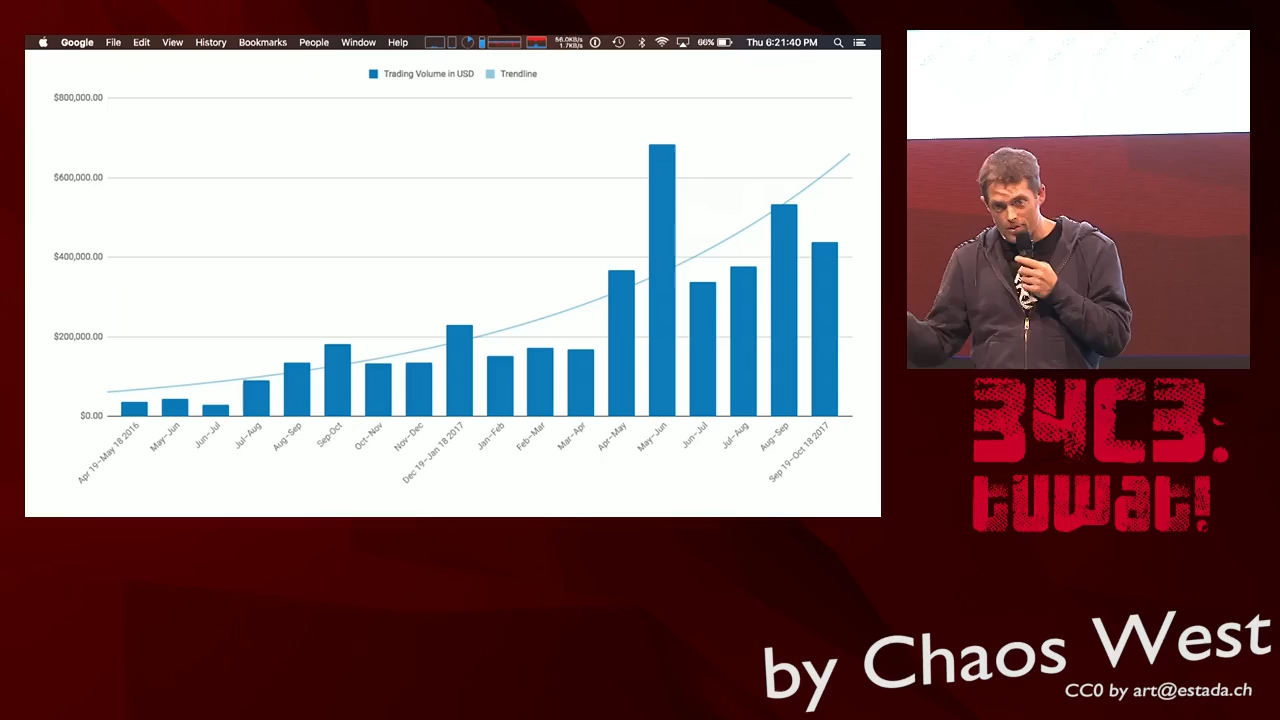 Google File Edit View History Bookmarks People Window Help 56.0KB/s 1.7KB/s 66% Thu 6:21:40 PM
Trading Volume in USD Trendline
$800,000.00
$600,000.00
$400,000.00
$200,000.00
$0.00
Apr 19–May 18 2016
May–Jun
Jun–Jul
Jul–Aug
Aug–Sep
Sep-Oct
Oct–Nov
Nov–Dec
Dec 19–Jan 18 2017
Jan–Feb
Feb–Mar
Mar–Apr
Apr–May
May–Jun
Jun–Jul
Jul–Aug
Aug–Sep
Sep 19–Oct 18 2017
34C3:
tuwat!
by Chaos West
CC0 by art@estada.ch